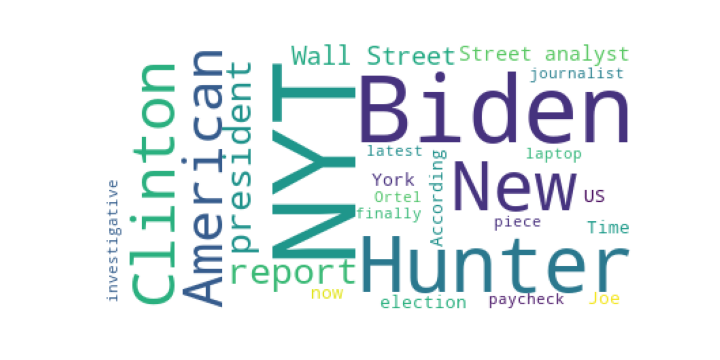 Wall Street
Street analyst
journalist
Biden
NYT
Clinton
American
president
latest
laptop
According
York
New
US
Ortel
finally
piece
Time
investigative
Hunter
report
now
election
paycheck
Joe